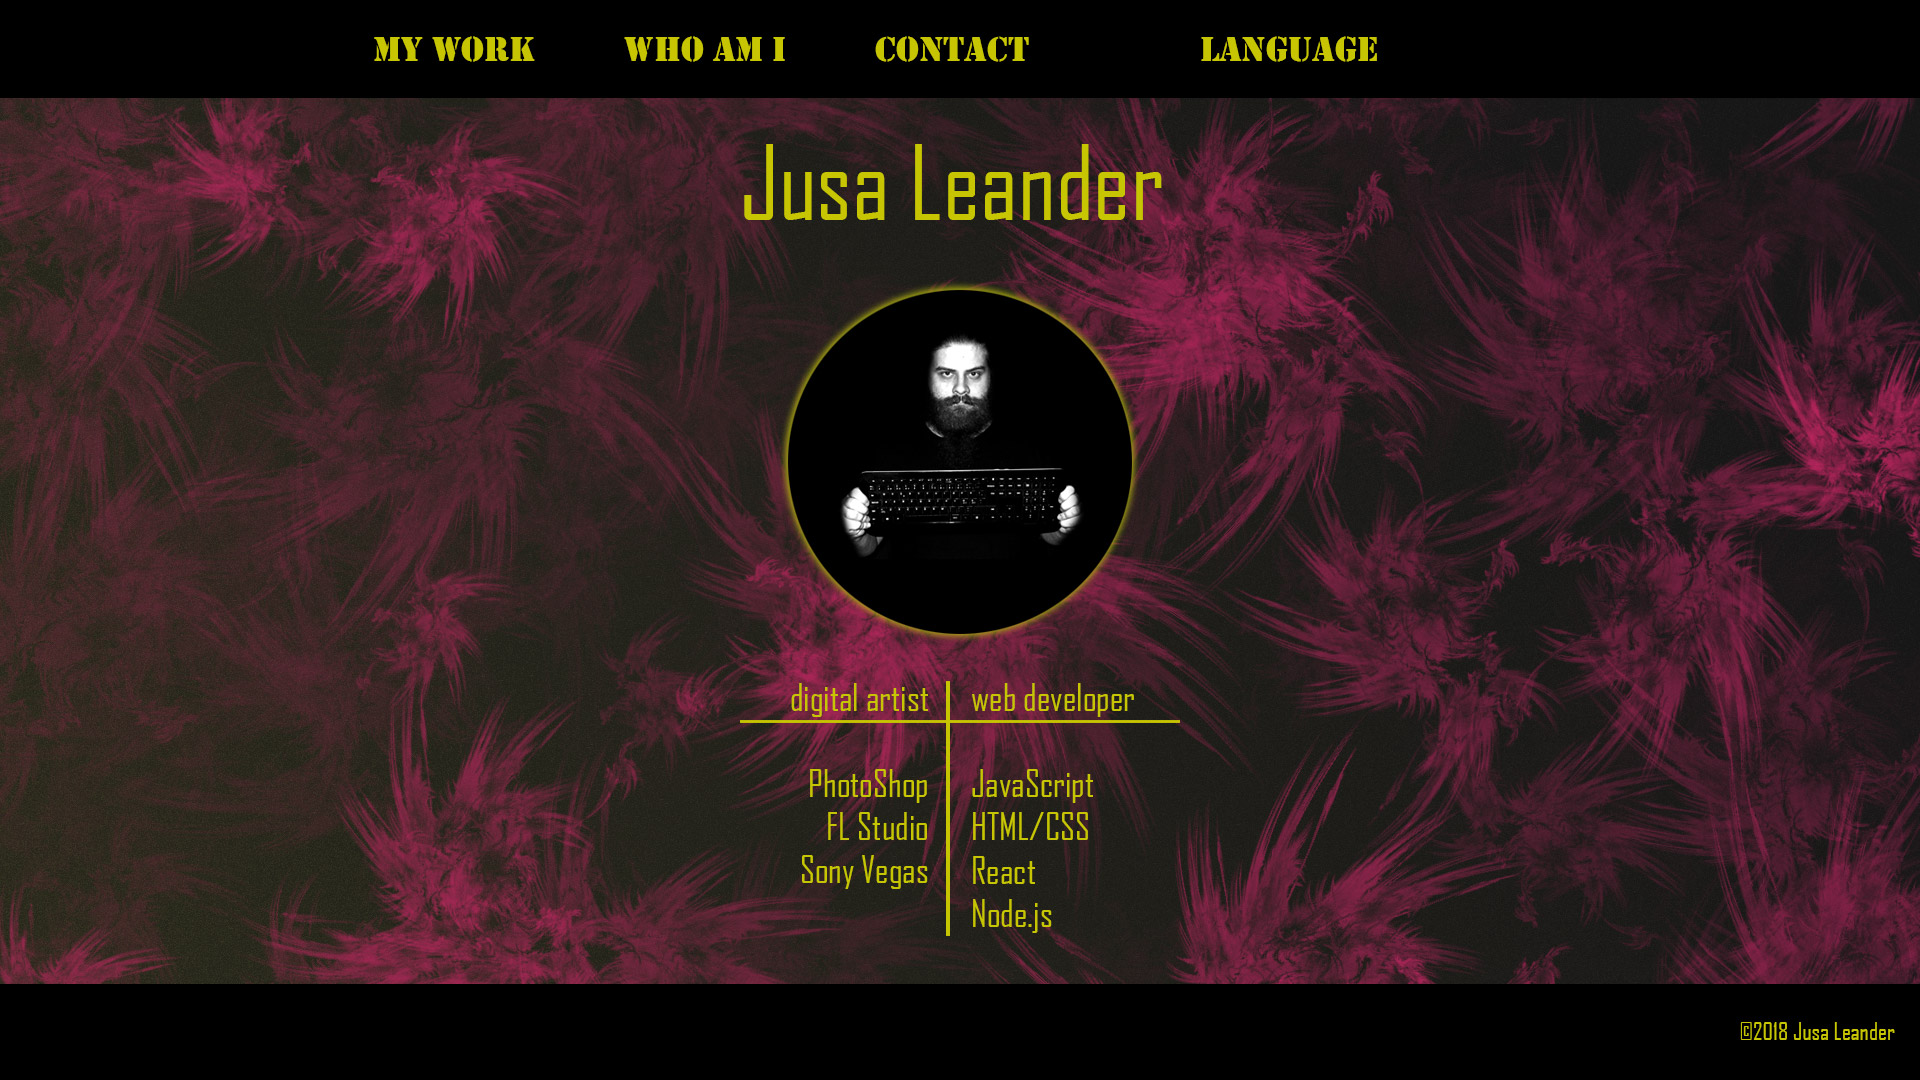 MY WORK WHO AM I CONTACT LANGUAGE
Jusa Leander
digital artist web developer
PhotoShop JavaScript
FL Studio HTML/CSS
Sony Vegas React
Node.js
©2018 Jusa Leander